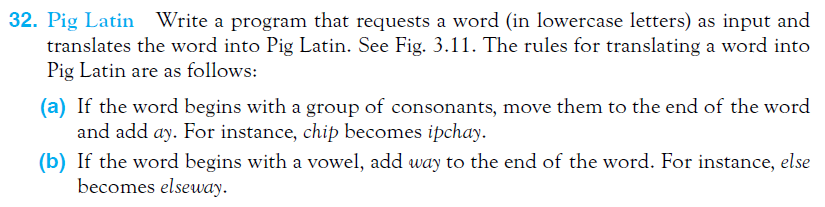 32. Pig Latin Write a program that requests a word (in lowercase letters) as input and
translates the word into Pig Latin. See Fig. 3.11. The rules for translating a word into
Pig Latin are as follows:
(a) If the word begins with a group of consonants, move them to the end of the word
and add ay. For instance, chip becomes ipchay.
(b) If the word begins with a vowel, add way to the end of the word. For instance, else
becomes elseway.